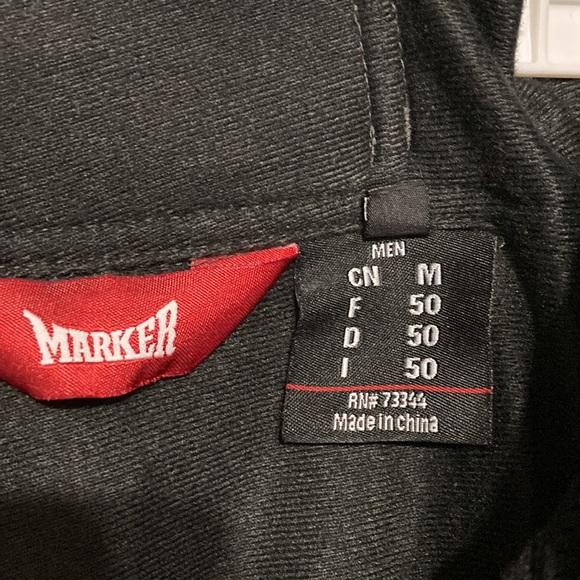 MARKER
MEN
CN M
F 50
D 50
I 50
RN# 73344
Made in china